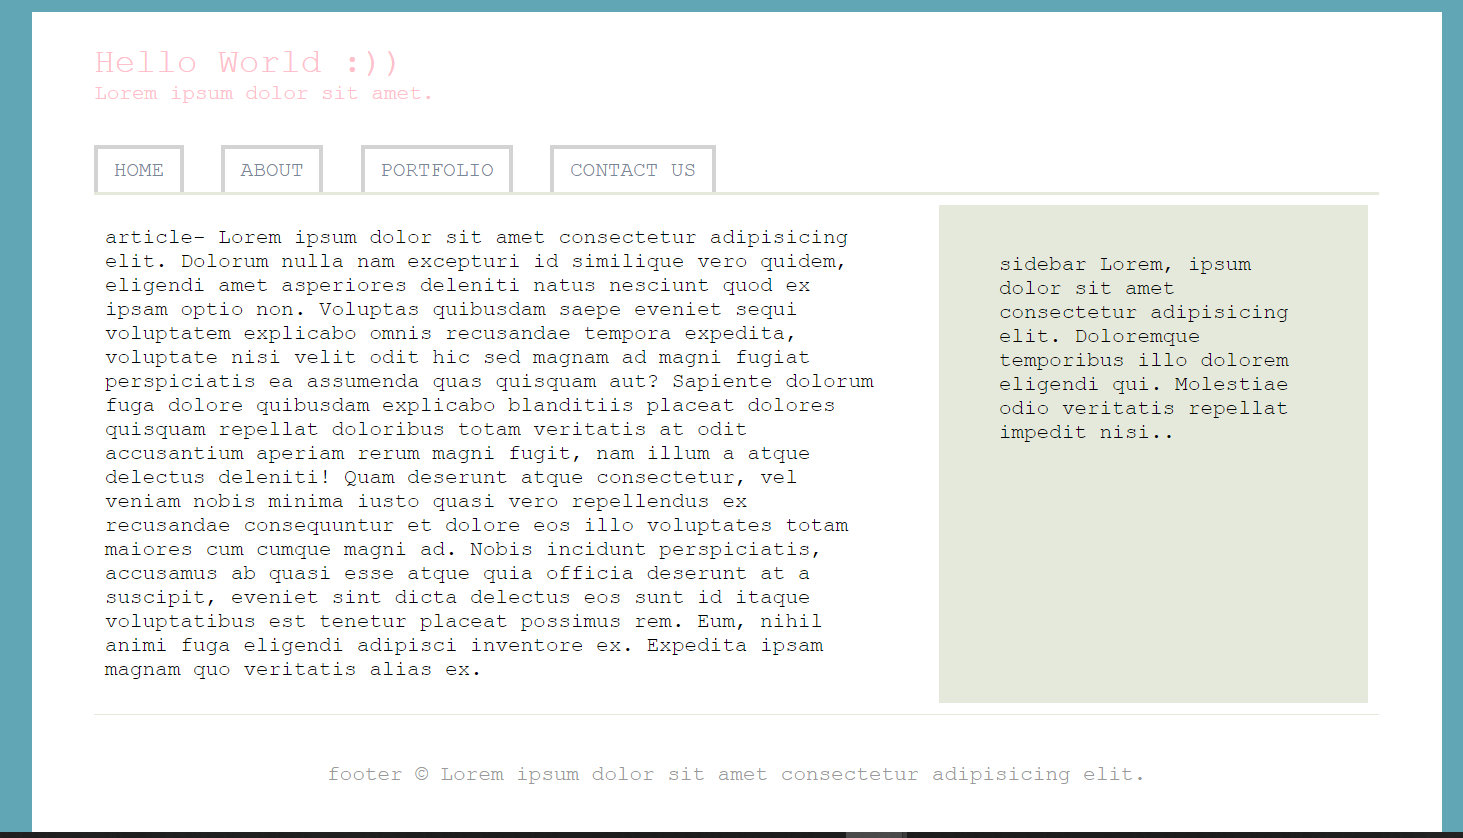 Hello World :))
Lorem ipsum dolor sit amet.
HOME ABOUT PORTFOLIO CONTACT US
article- Lorem ipsum dolor sit amet consectetur adipisicing
elit. Dolorum nulla nam excepturi id similique vero quidem,
eligendi amet asperiores deleniti natus nesciunt quod ex
ipsam optio non. Voluptas quibusdam saepe eveniet sequi
voluptatem explicabo omnis recusandae tempora expedita,
voluptate nisi velit odit hic sed magnam ad magni fugiat
perspiciatis ea assumenda quas quisquam aut? Sapiente dolorum
fuga dolore quibusdam explicabo blanditiis placeat dolores
quisquam repellat doloribus totam veritatis at odit
accusantium aperiam rerum magni fugit, nam illum a atque
delectus deleniti! Quam deserunt atque consectetur, vel
veniam nobis minima iusto quasi vero repellendus ex
recusandae consequuntur et dolore eos illo voluptates totam
maiores cum cumque magni ad. Nobis incidunt perspiciatis,
accusamus ab quasi esse atque quia officia deserunt at a
suscipit, eveniet sint dicta delectus eos sunt id itaque
voluptatibus est tenetur placeat possimus rem. Eum, nihil
animi fuga eligendi adipisci inventore ex. Expedita ipsam
magnam quo veritatis alias ex.
sidebar Lorem, ipsum
dolor sit amet
consectetur adipisicing
elit. Doloremque
temporibus illo dolorem
eligendi qui. Molestiae
odio veritatis repellat
impedit nisi..
footer © Lorem ipsum dolor sit amet consectetur adipisicing elit.